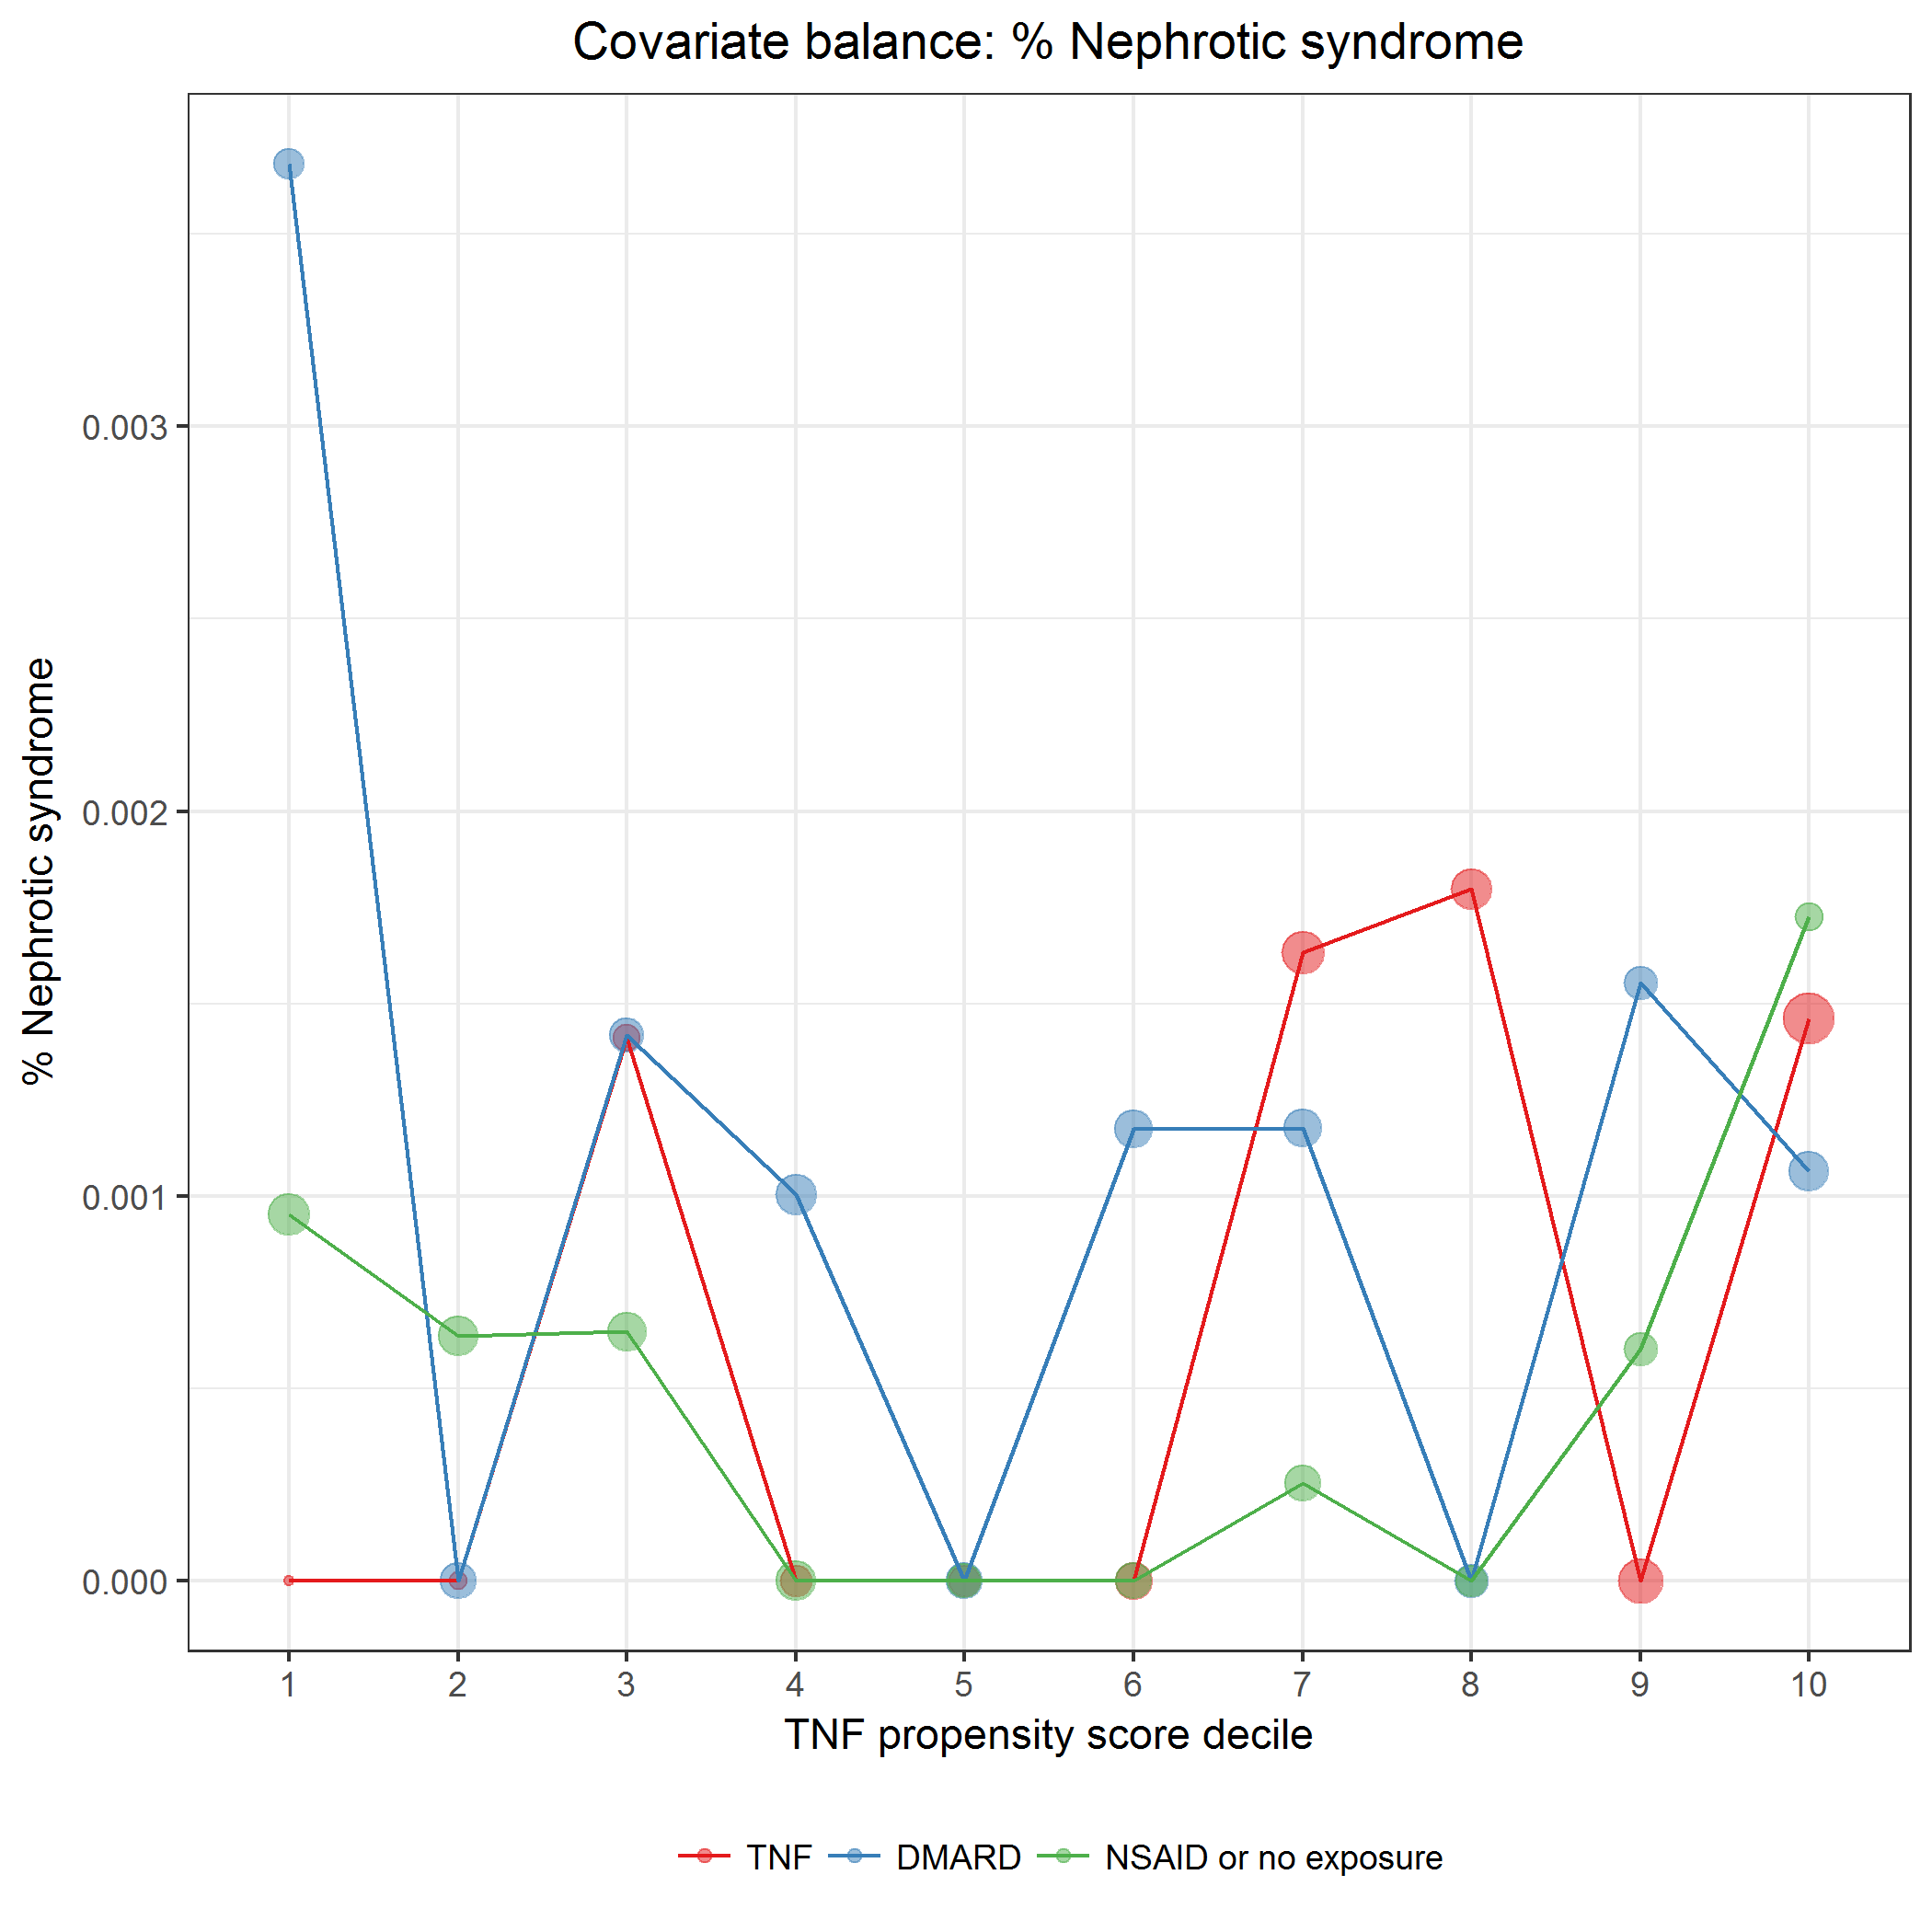 Covariate balance: % Nephrotic syndrome
% Nephrotic syndrome
0.003
0.002
0.001
0.000
1 2 3 4 5 6 7 8 9 10
TNF propensity score decile
TNF DMARD NSAID or no exposure